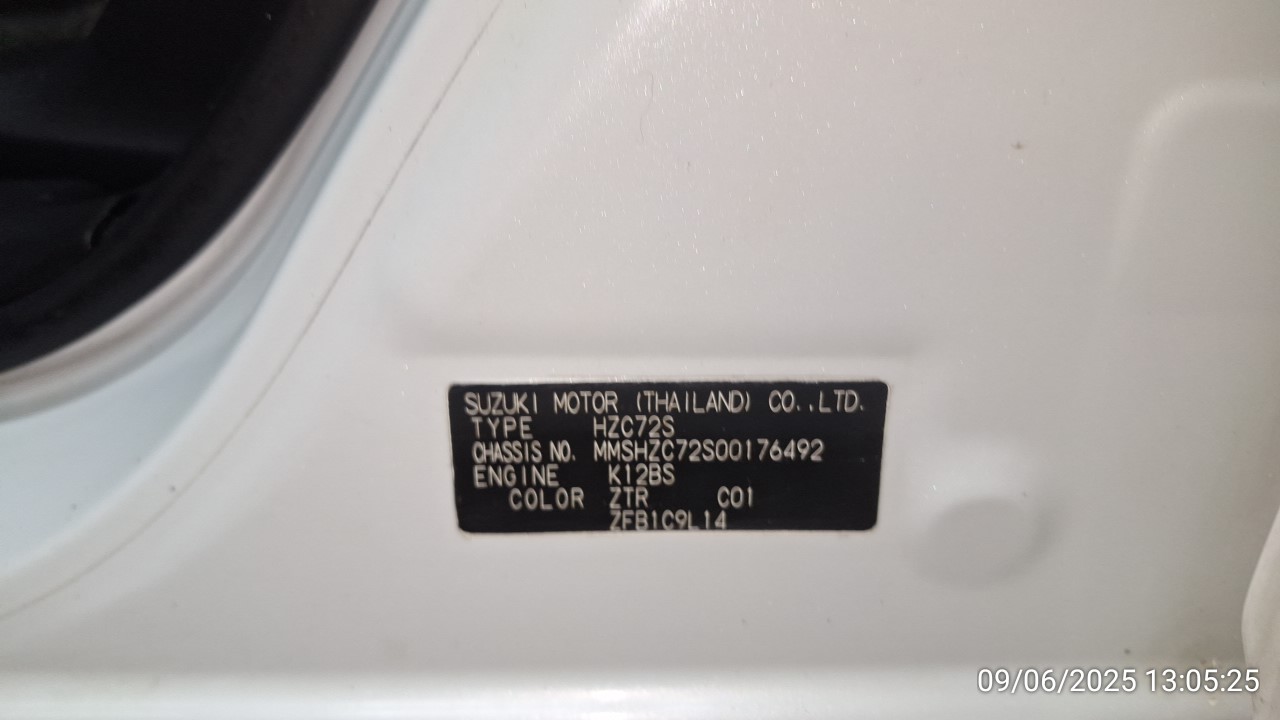 SUZUKI MOTOR (THAILAND) CO.,LTD.
TYPE HZC72S
CHASSIS NO. MMSHZC72S00176492
ENGINE K12BS
COLOR ZTR C01
ZFB1C9L14
09/06/2025 13:05:25